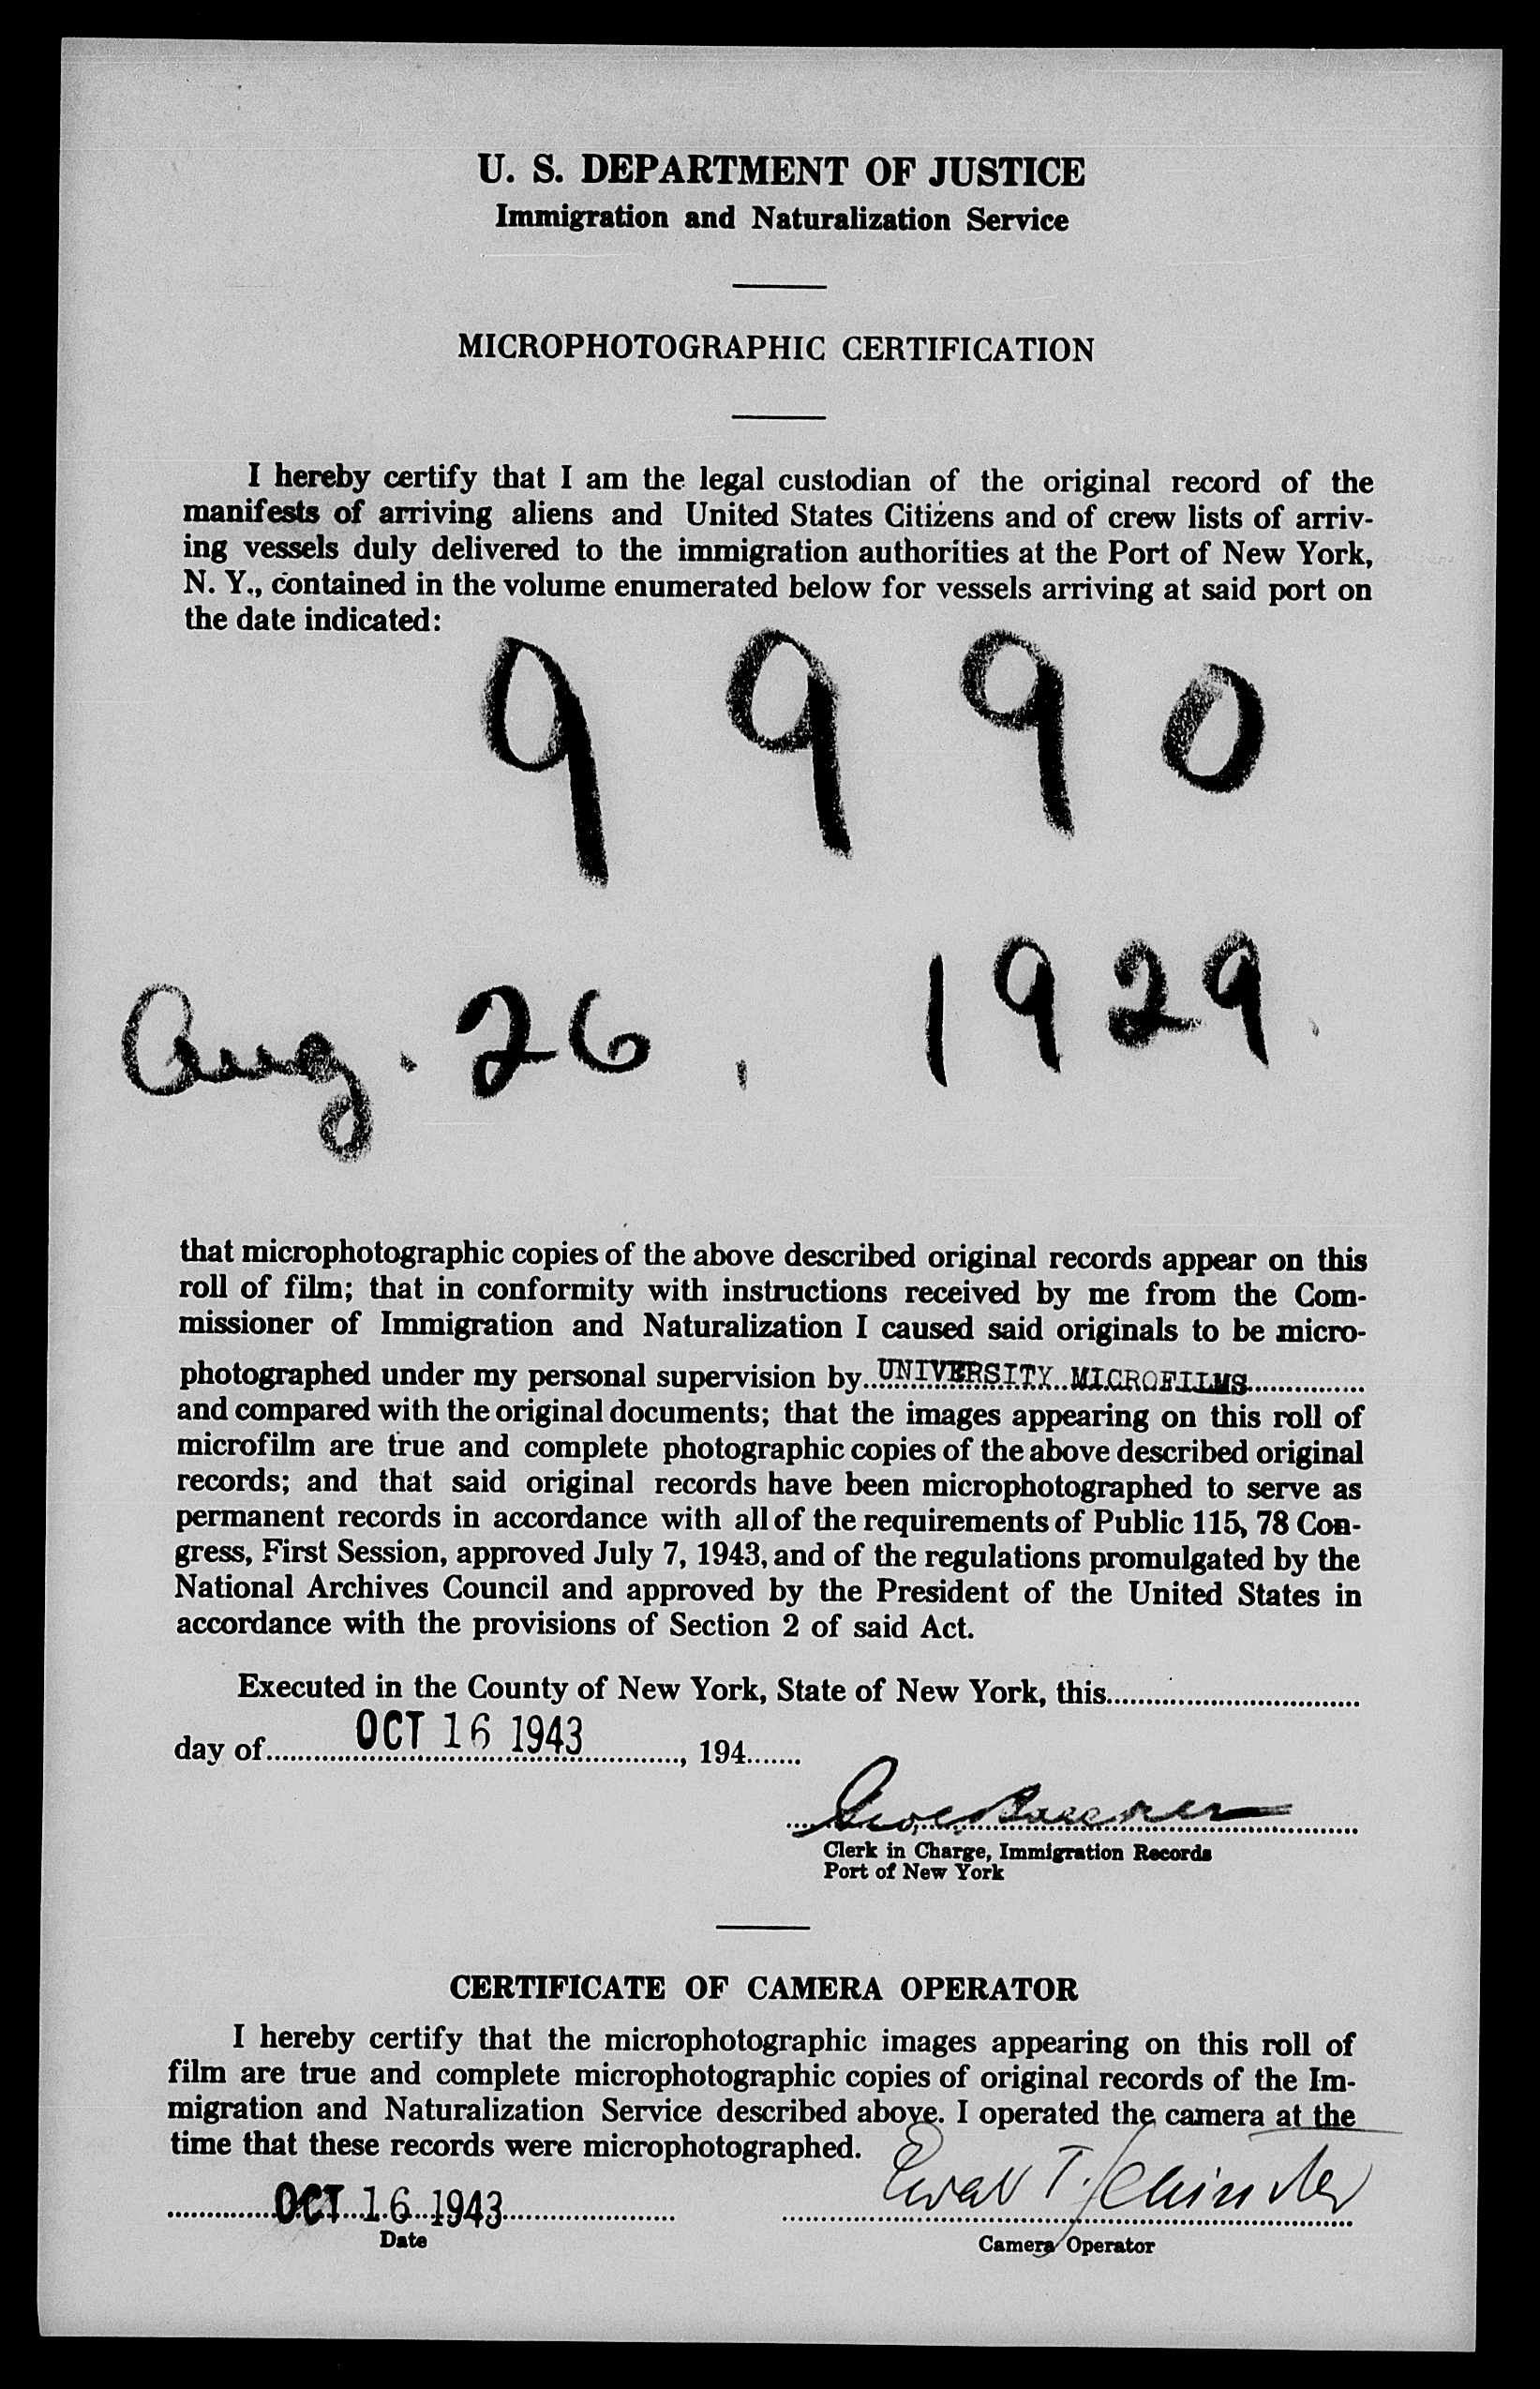 U. S. DEPARTMENT OF JUSTICE
Immigration and Naturalization Service
MICROPHOTOGRAPHIC CERTIFICATION
I hereby certify that I am the legal custodian of the original record of the
manifests of arriving aliens and United States Citizens and of crew lists of arriv-
ing vessels duly delivered to the immigration authorities at the Port of New York,
N. Y., contained in the volume enumerated below for vessels arriving at said port on
the date indicated:
9990
Aug. 26, 1929.
that microphotographic copies of the above described original records appear on this
roll of film; that in conformity with instructions received by me from the Com-
missioner of Immigration and Naturalization I caused said originals to be micro-
photographed under my personal supervision by UNIVERSITY MICROFILMS
and compared with the original documents; that the images appearing on this roll of
microfilm are true and complete photographic copies of the above described original
records; and that said original records have been microphotographed to serve as
permanent records in accordance with all of the requirements of Public 115, 78 Con-
gress, First Session, approved July 7, 1943, and of the regulations promulgated by the
National Archives Council and approved by the President of the United States in
accordance with the provisions of Section 2 of said Act.
Executed in the County of New York, State of New York, this
day of OCT 16 1943, 194
Clerk in Charge, Immigration Records
Port of New York
CERTIFICATE OF CAMERA OPERATOR
I hereby certify that the microphotographic images appearing on this roll of
film are true and complete microphotographic copies of original records of the Im-
migration and Naturalization Service described above. I operated the camera at the
time that these records were microphotographed.
OCT 16 1943
Date
Camera Operator